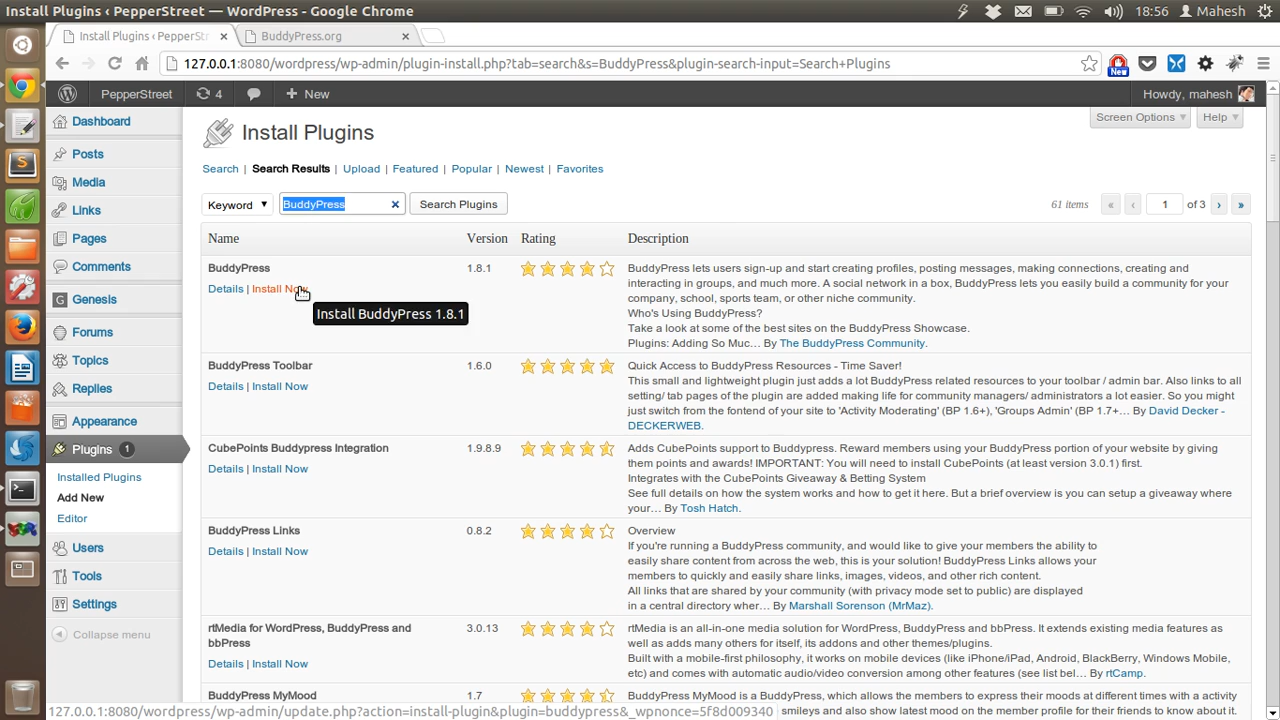 Install Plugins ‹ PepperStreet — WordPress - Google Chrome
18:56 Mahesh
Install Plugins ‹ PepperStr
BuddyPress.org
127.0.0.1:8080/wordpress/wp-admin/plugin-install.php?tab=search&s=BuddyPress&plugin-search-input=Search+Plugins
New
PepperStreet 4 New Howdy, mahesh
Dashboard
Posts
Media
Links
Pages
Comments
Genesis
Forums
Topics
Replies
Appearance
Plugins 1
Installed Plugins
Add New
Editor
Users
Tools
Settings
Collapse menu
Install Plugins
Screen Options Help
Search | Search Results | Upload | Featured | Popular | Newest | Favorites
Keyword BuddyPress Search Plugins 61 items « ‹ 1 of 3 › »
Name Version Rating Description
BuddyPress 1.8.1
Details | Install Now
Install BuddyPress 1.8.1
BuddyPress lets users sign-up and start creating profiles, posting messages, making connections, creating and
interacting in groups, and much more. A social network in a box, BuddyPress lets you easily build a community for your
company, school, sports team, or other niche community.
Who's Using BuddyPress?
Take a look at some of the best sites on the BuddyPress Showcase.
Plugins: Adding So Muc… By The BuddyPress Community.
BuddyPress Toolbar 1.6.0
Details | Install Now
Quick Access to BuddyPress Resources - Time Saver!
This small and lightweight plugin just adds a lot BuddyPress related resources to your toolbar / admin bar. Also links to all
setting/ tab pages of the plugin are added making life for community managers/ administrators a lot easier. So you might
just switch from the fontend of your site to 'Activity Moderating' (BP 1.6+), 'Groups Admin' (BP 1.7+… By David Decker -
DECKERWEB.
CubePoints Buddypress Integration 1.9.8.9
Details | Install Now
Adds CubePoints support to Buddypress. Reward members using your BuddyPress portion of your website by giving
them points and awards! IMPORTANT: You will need to install CubePoints (at least version 3.0.1) first.
Integrates with the CubePoints Giveaway & Betting System
See full details on how the system works and how to get it here. But a brief overview is you can setup a giveaway where
your… By Tosh Hatch.
BuddyPress Links 0.8.2
Details | Install Now
Overview
If you're running a BuddyPress community, and would like to give your members the ability to
easily share content from across the web, this is your solution! BuddyPress Links allows your
members to quickly and easily share links, images, videos, and other rich content.
All links that are shared by your community (with privacy mode set to public) are displayed
in a central directory wher… By Marshall Sorenson (MrMaz).
rtMedia for WordPress, BuddyPress and
bbPress
3.0.13
Details | Install Now
rtMedia is an all-in-one media solution for WordPress, BuddyPress and bbPress. It extends existing media features as
well as adds many others for itself, its addons and other themes/plugins.
Built with a mobile-first philosophy, it works on mobile devices (like iPhone/iPad, Android, BlackBerry, Windows Mobile,
etc) and comes with automatic audio/video conversion among other features (see list bel… By rtCamp.
BuddyPress MyMood 1.7
BuddyPress MyMood is a BuddyPress, which allows the members to express their moods at different times with a activity
smileys and also show latest mood on the member profile for their friends to know about it.
127.0.0.1:8080/wordpress/wp-admin/update.php?action=install-plugin&plugin=buddypress&_wpnonce=5f8d009340